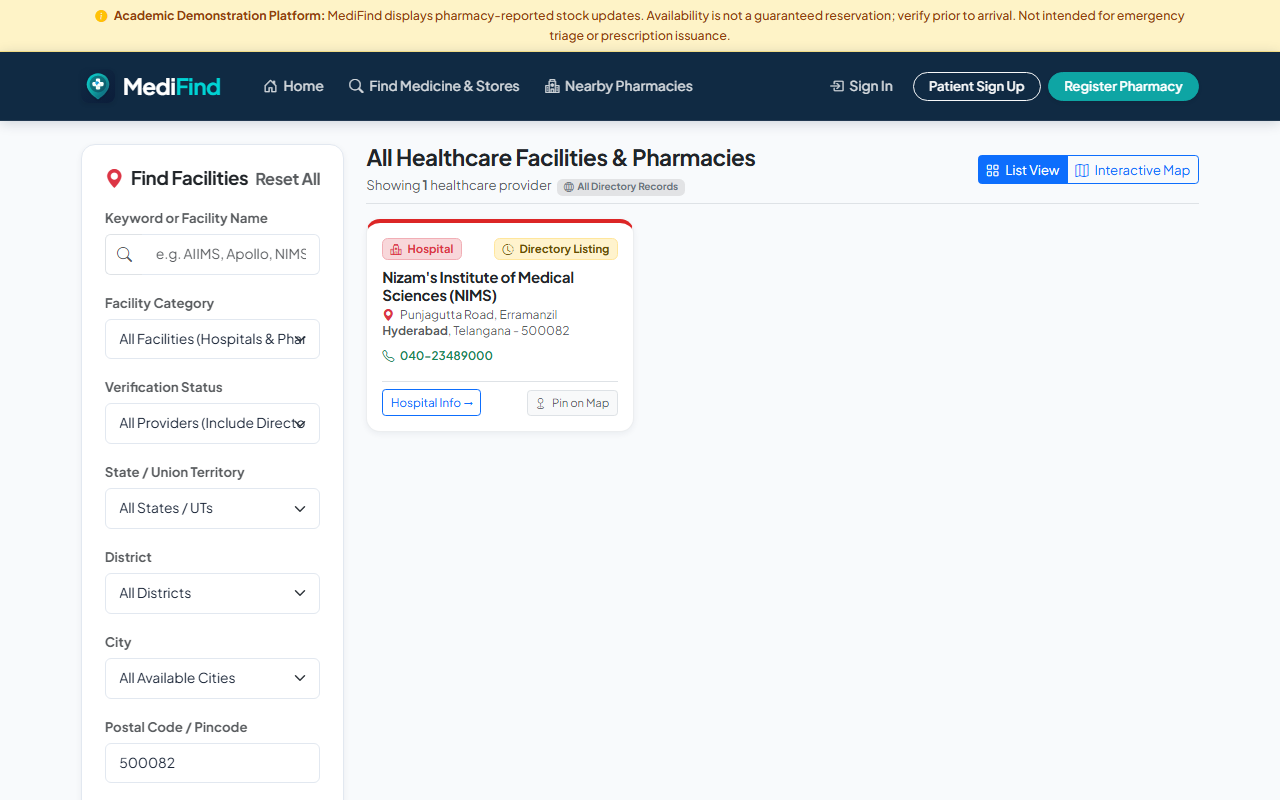 Academic Demonstration Platform: MediFind displays pharmacy-reported stock updates. Availability is not a guaranteed reservation; verify prior to arrival. Not intended for emergency
triage or prescription issuance.
MediFind
Home
Find Medicine & Stores
Nearby Pharmacies
Sign In
Patient Sign Up
Register Pharmacy
Find Facilities
Reset All
Keyword or Facility Name
e.g. AIIMS, Apollo, NIMS
Facility Category
All Facilities (Hospitals & Phar
Verification Status
All Providers (Include Directo
State / Union Territory
All States / UTs
District
All Districts
City
All Available Cities
Postal Code / Pincode
500082
All Healthcare Facilities & Pharmacies
Showing 1 healthcare provider
All Directory Records
List View
Interactive Map
Hospital
Directory Listing
Nizam's Institute of Medical
Sciences (NIMS)
Punjagutta Road, Erramanzil
Hyderabad, Telangana - 500082
040-23489000
Hospital Info →
Pin on Map